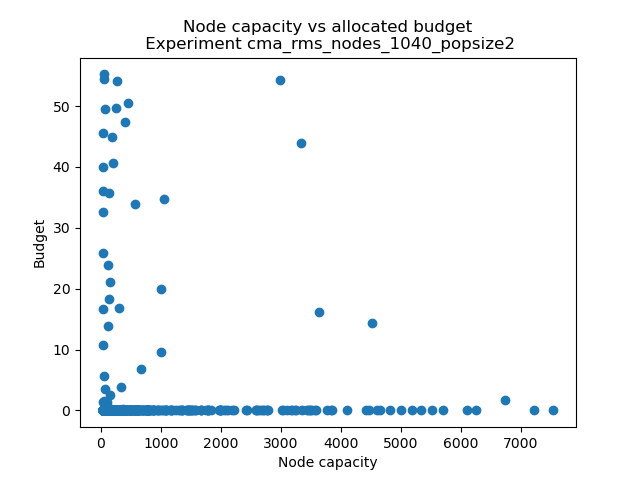 Node capacity vs allocated budget
Experiment cma_rms_nodes_1040_popsize2
50
40
30
20
10
0
Budget
0 1000 2000 3000 4000 5000 6000 7000
Node capacity